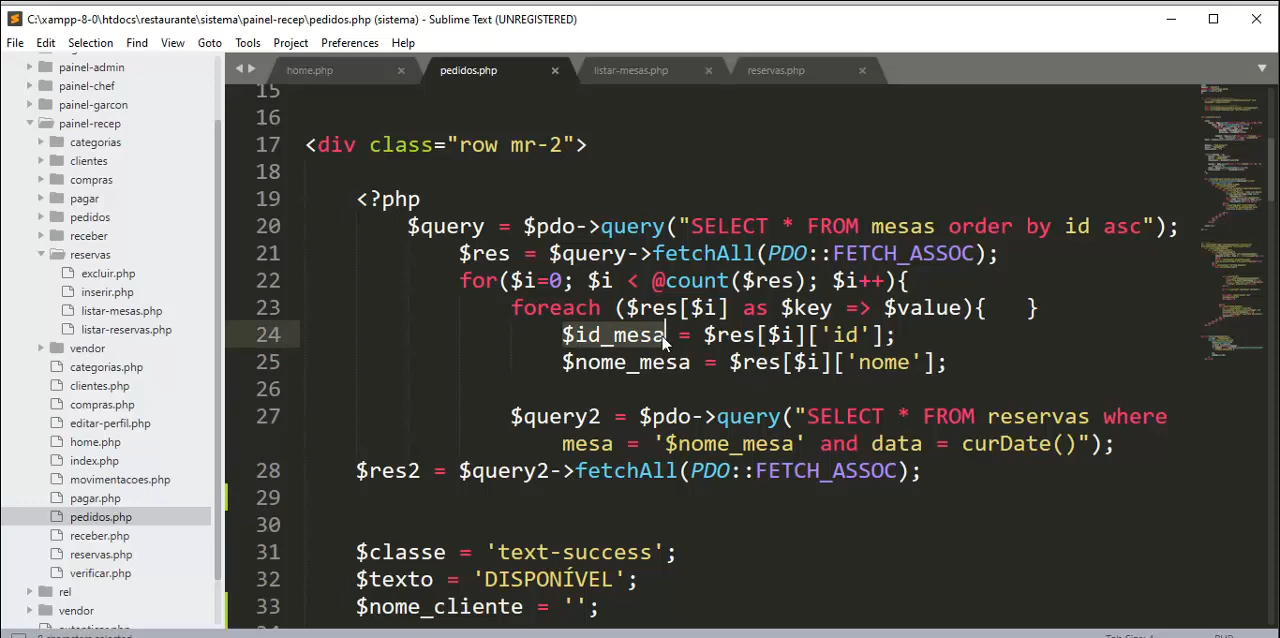 C:\xampp-8-0\htdocs\restaurante\sistema\painel-recep\pedidos.php (sistema) - Sublime Text (UNREGISTERED)
File Edit Selection Find View Goto Tools Project Preferences Help
painel-admin
painel-chef
painel-garcon
painel-recep
categorias
clientes
compras
pagar
pedidos
receber
reservas
excluir.php
inserir.php
listar-mesas.php
listar-reservas.php
vendor
categorias.php
clientes.php
compras.php
editar-perfil.php
home.php
index.php
movimentacoes.php
pagar.php
pedidos.php
receber.php
reservas.php
verificar.php
rel
vendor
home.php pedidos.php listar-mesas.php reservas.php
15
16
17 <div class="row mr-2">
18
19 <?php
20 $query = $pdo->query("SELECT * FROM mesas order by id asc");
21 $res = $query->fetchAll(PDO::FETCH_ASSOC);
22 for($i=0; $i < @count($res); $i++){
23 foreach ($res[$i] as $key => $value){ }
24 $id_mesa = $res[$i]['id'];
25 $nome_mesa = $res[$i]['nome'];
26
27 $query2 = $pdo->query("SELECT * FROM reservas where
mesa = '$nome_mesa' and data = curDate()");
28 $res2 = $query2->fetchAll(PDO::FETCH_ASSOC);
29
30
31 $classe = 'text-success';
32 $texto = 'DISPONÍVEL';
33 $nome_cliente = '';